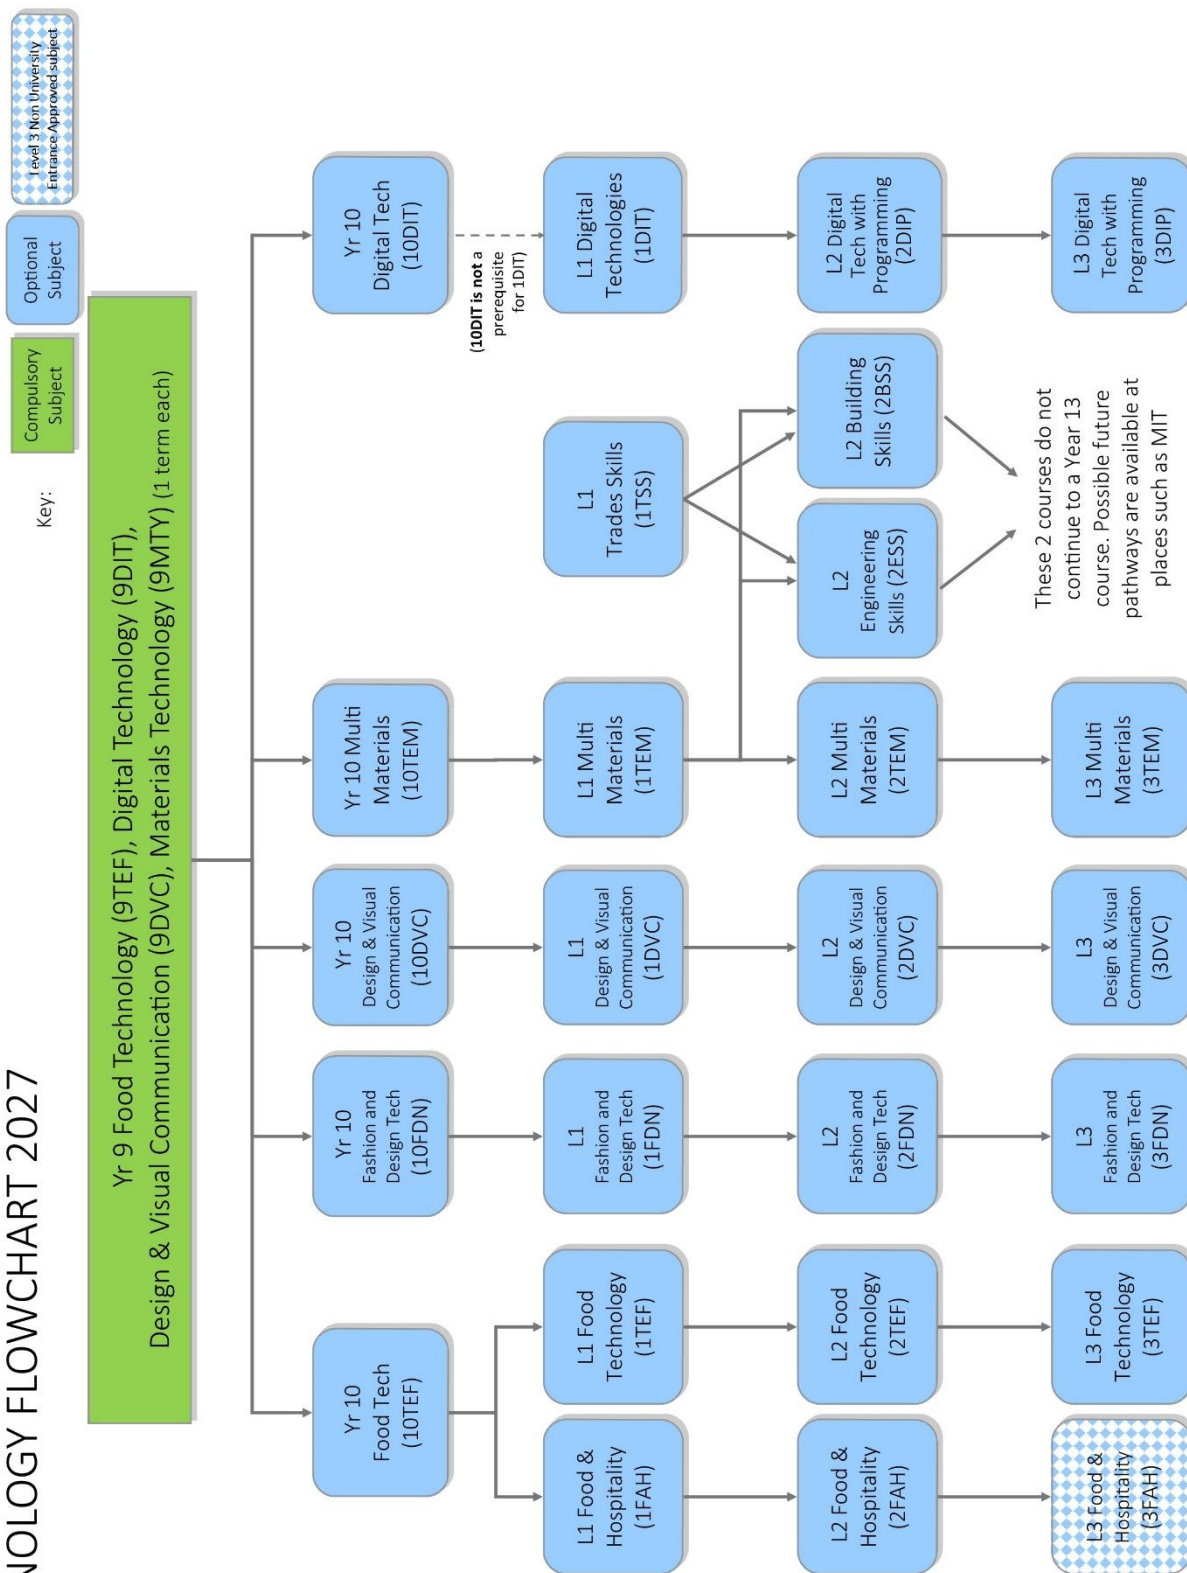 NOLOGY FLOWCHART 2027
Key:
Compulsory
Subject
Optional
Subject
Level 3 Non University
Entrance Approved subject
Yr 9 Food Technology (9TEF), Digital Technology (9DIT),
Design & Visual Communication (9DVC), Materials Technology (9MTY) (1 term each)
Yr 10
Food Tech
(10TEF)
Yr 10
Fashion and
Design Tech
(10FDN)
Yr 10
Design & Visual
Communication
(10DVC)
Yr 10 Multi
Materials
(10TEM)
Yr 10
Digital Tech
(10DIT)
(10DIT is not a
prerequisite
for 1DIT)
L1 Food &
Hospitality
(1FAH)
L1 Food
Technology
(1TEF)
L1
Fashion and
Design Tech
(1FDN)
L1
Design & Visual
Communication
(1DVC)
L1 Multi
Materials
(1TEM)
L1
Trades Skills
(1TSS)
L1 Digital
Technologies
(1DIT)
L2 Food &
Hospitality
(2FAH)
L2 Food
Technology
(2TEF)
L2
Fashion and
Design Tech
(2FDN)
L2
Design & Visual
Communication
(2DVC)
L2 Multi
Materials
(2TEM)
L2
Engineering
Skills (2ESS)
L2 Building
Skills (2BSS)
L2 Digital
Tech with
Programming
(2DIP)
L3 Food &
Hospitality
(3FAH)
L3 Food
Technology
(3TEF)
L3
Fashion and
Design Tech
(3FDN)
L3
Design & Visual
Communication
(3DVC)
L3 Multi
Materials
(3TEM)
These 2 courses do not
continue to a Year 13
course. Possible future
pathways are available at
places such as MIT
L3 Digital
Tech with
Programming
(3DIP)